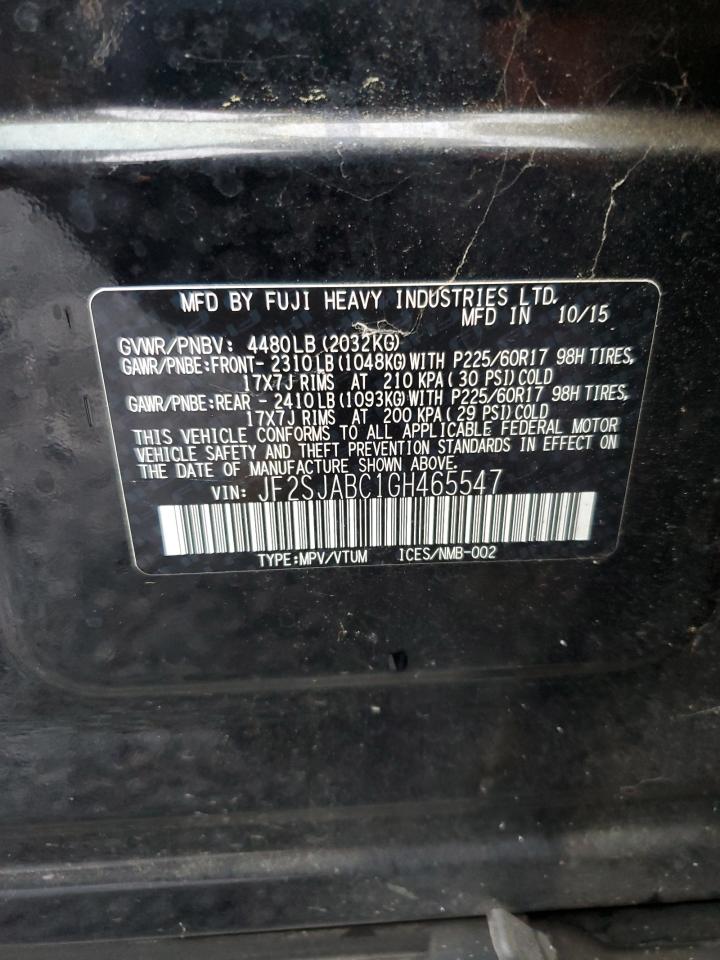 MFD BY FUJI HEAVY INDUSTRIES LTD.
MFD IN 10/15
GVWR/PNBV: 4480LB(2032KG)
GAWR/PNBE:FRONT- 2310LB(1048KG)WITH P225/60R17 98H TIRES,
17X7J RIMS AT 210 KPA(30 PSI)COLD
GAWR/PNBE:REAR - 2410LB(1093KG)WITH P225/60R17 98H TIRES,
17X7J RIMS AT 200 KPA(29 PSI)COLD
THIS VEHICLE CONFORMS TO ALL APPLICABLE FEDERAL MOTOR
VEHICLE SAFETY AND THEFT PREVENTION STANDARDS IN EFFECT ON
THE DATE OF MANUFACTURE SHOWN ABOVE.
VIN: JF2SJABC1GH465547
TYPE:MPV/VTUM ICES/NMB-002